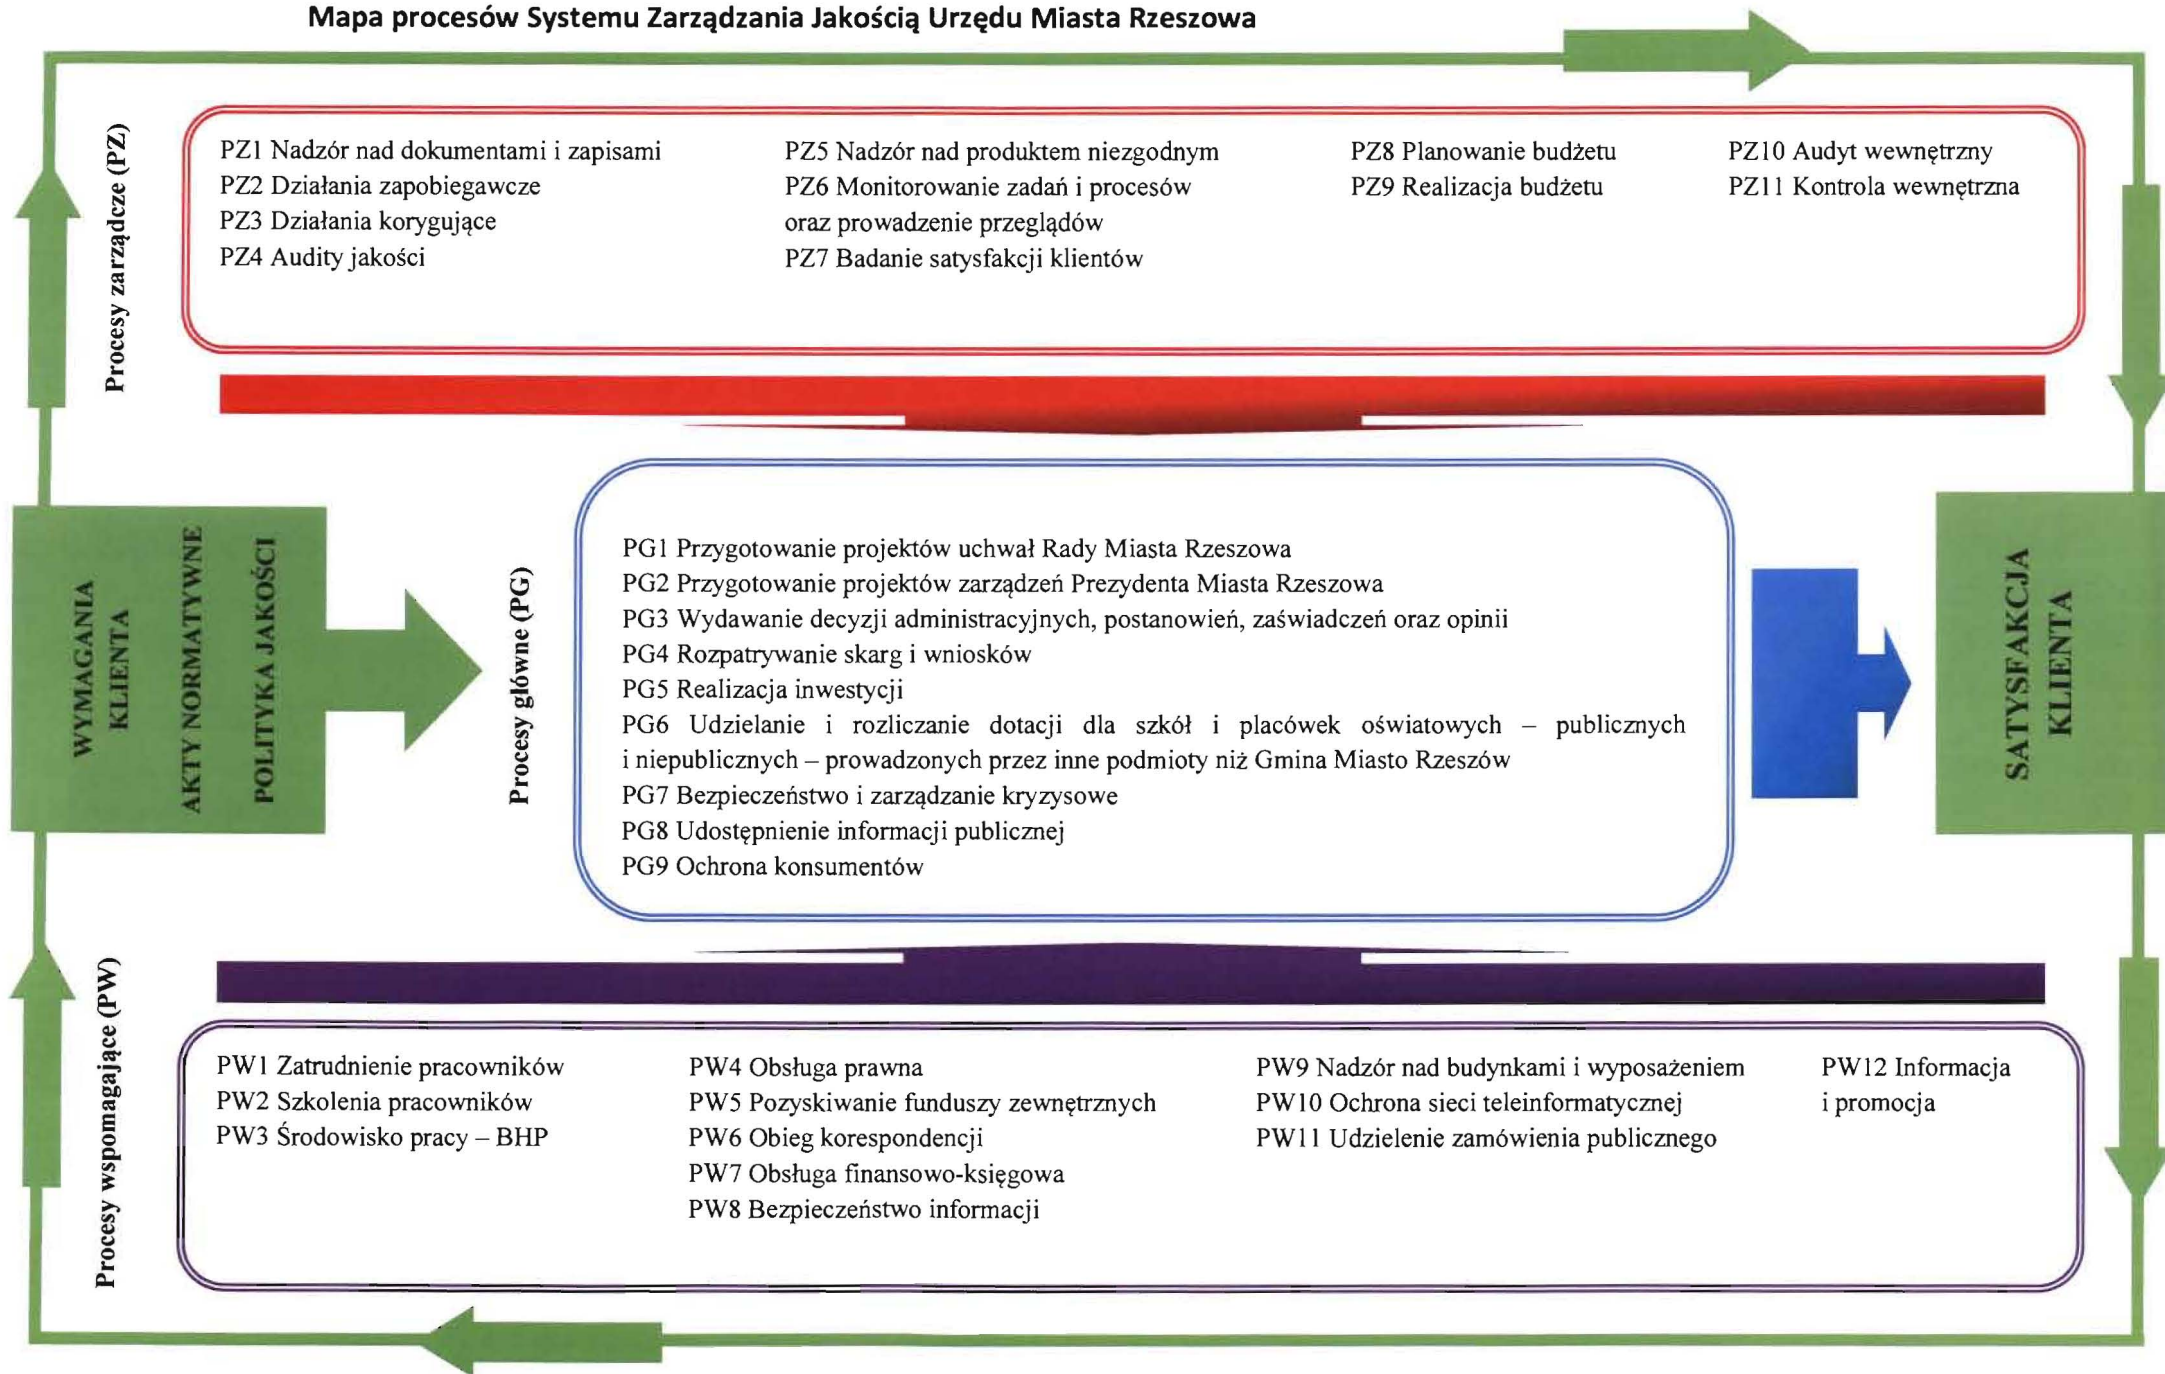 Mapa procesów Systemu Zarządzania Jakością Urzędu Miasta Rzeszowa
Procesy zarządcze (PZ)
PZ1 Nadzór nad dokumentami i zapisami
PZ2 Działania zapobiegawcze
PZ3 Działania korygujące
PZ4 Audity jakości
PZ5 Nadzór nad produktem niezgodnym
PZ6 Monitorowanie zadań i procesów
oraz prowadzenie przeglądów
PZ7 Badanie satysfakcji klientów
PZ8 Planowanie budżetu
PZ9 Realizacja budżetu
PZ10 Audyt wewnętrzny
PZ11 Kontrola wewnętrzna
WYMAGANIA
KLIENTA
AKTY NORMATYWNE
POLITYKA JAKOŚCI
Procesy główne (PG)
PG1 Przygotowanie projektów uchwał Rady Miasta Rzeszowa
PG2 Przygotowanie projektów zarządzeń Prezydenta Miasta Rzeszowa
PG3 Wydawanie decyzji administracyjnych, postanowień, zaświadczeń oraz opinii
PG4 Rozpatrywanie skarg i wniosków
PG5 Realizacja inwestycji
PG6 Udzielanie i rozliczanie dotacji dla szkół i placówek oświatowych – publicznych
i niepublicznych – prowadzonych przez inne podmioty niż Gmina Miasto Rzeszów
PG7 Bezpieczeństwo i zarządzanie kryzysowe
PG8 Udostępnienie informacji publicznej
PG9 Ochrona konsumentów
SATYSFAKCJA
KLIENTA
Procesy wspomagające (PW)
PW1 Zatrudnienie pracowników
PW2 Szkolenia pracowników
PW3 Środowisko pracy – BHP
PW4 Obsługa prawna
PW5 Pozyskiwanie funduszy zewnętrznych
PW6 Obieg korespondencji
PW7 Obsługa finansowo-księgowa
PW8 Bezpieczeństwo informacji
PW9 Nadzór nad budynkami i wyposażeniem
PW10 Ochrona sieci teleinformatycznej
PW11 Udzielenie zamówienia publicznego
PW12 Informacja
i promocja